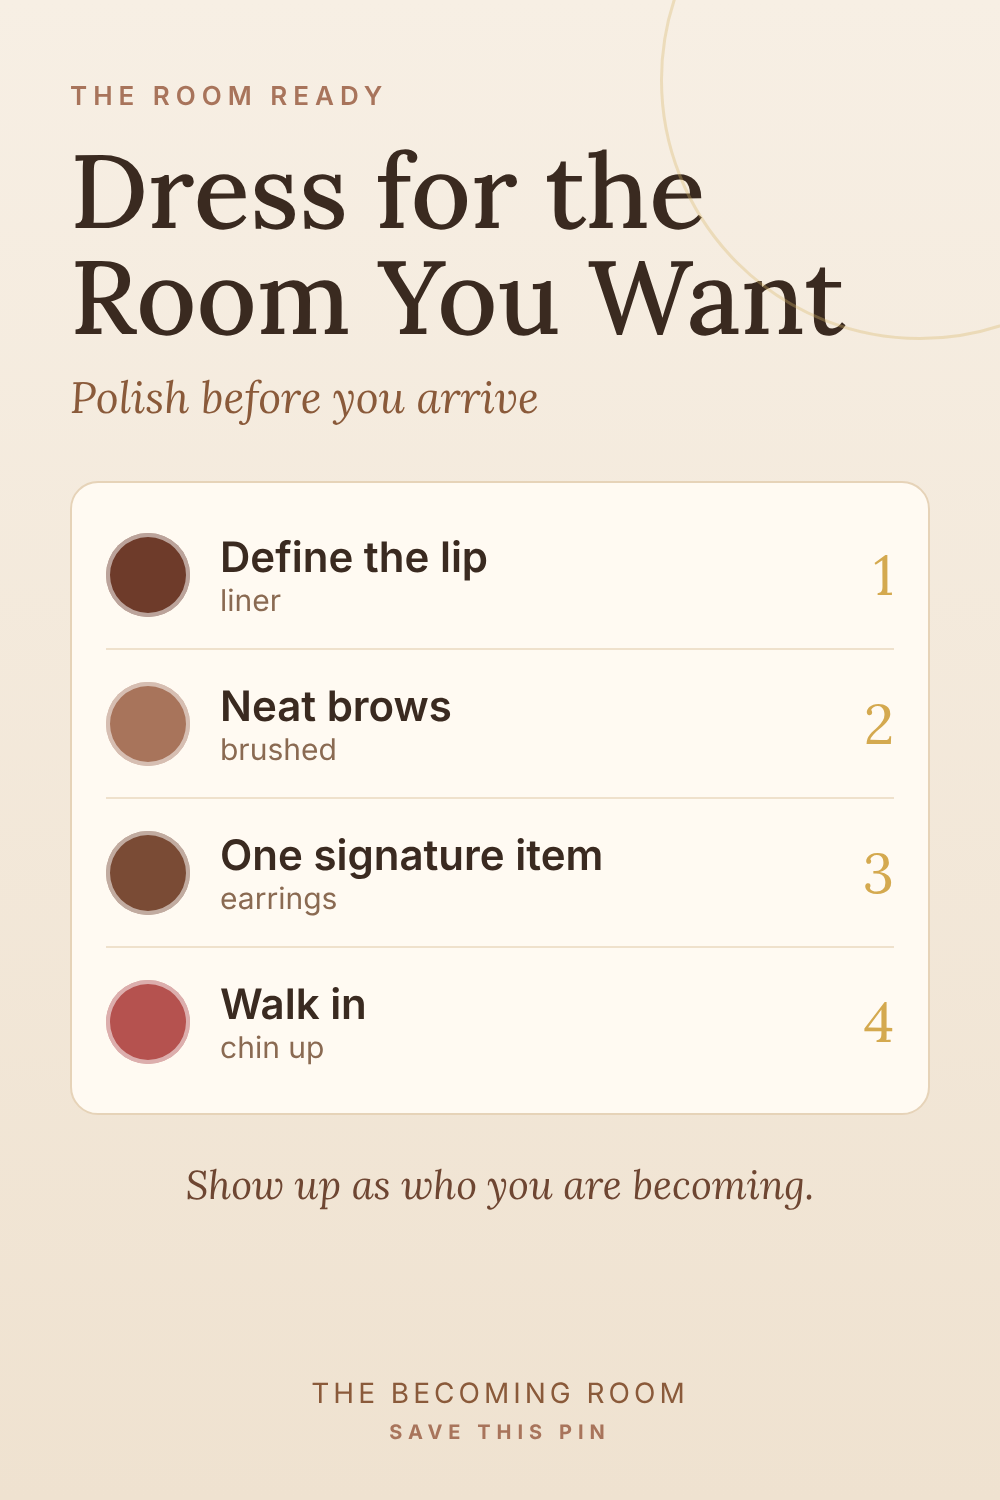 THE ROOM READY
Dress for the
Room You Want
Polish before you arrive
Define the lip
liner
1
Neat brows
brushed
2
One signature item
earrings
3
Walk in
chin up
4
Show up as who you are becoming.
THE BECOMING ROOM
SAVE THIS PIN